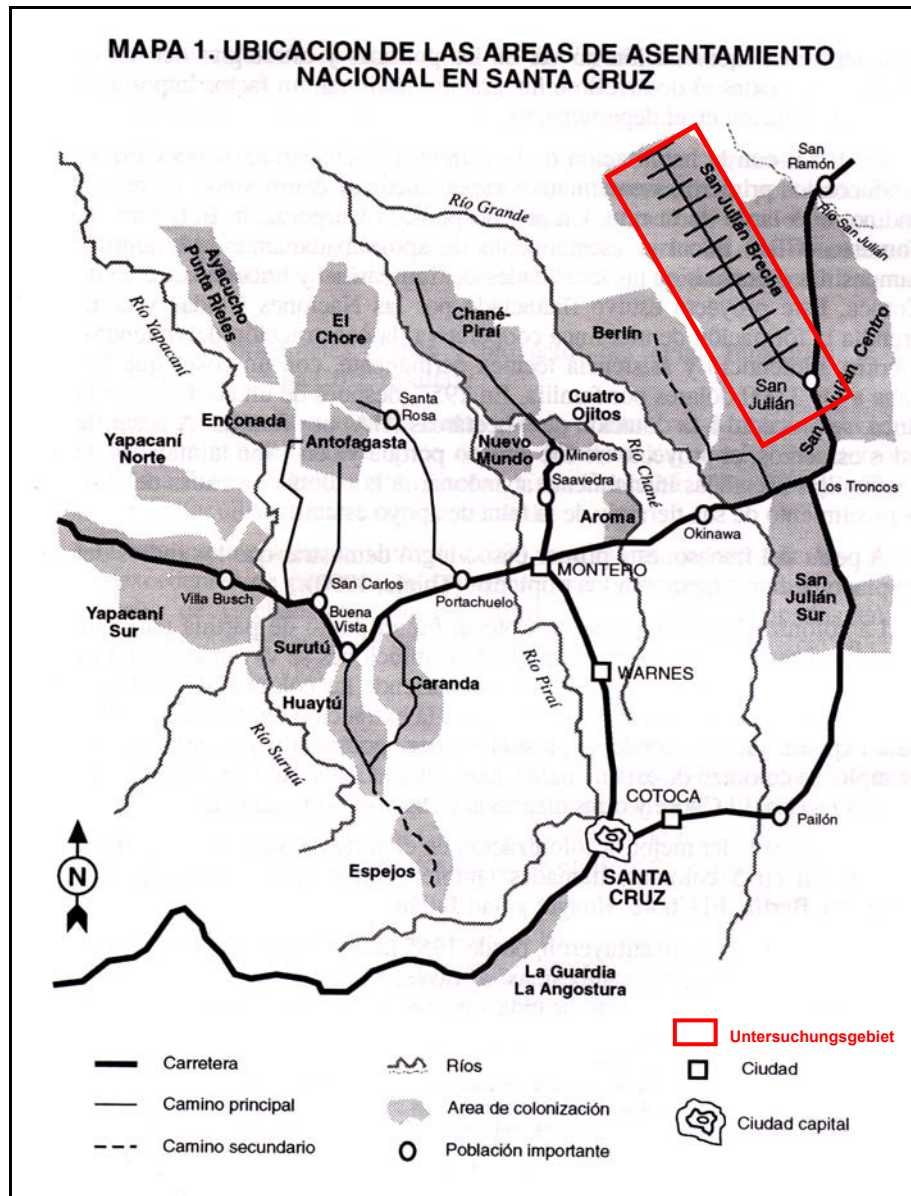 MAPA 1. UBICACION DE LAS AREAS DE ASENTAMIENTO
NACIONAL EN SANTA CRUZ
San
Ramón
Río San Julián
San Julián Brecha
Río Grande
Ayacucho
Punta Rieles
Río Yapacaní
El
Chore
Chané-
Piraí
Berlín
San
Julián
San Julián Centro
Santa
Rosa
Cuatro
Ojitos
Enconada
Antofagasta
Nuevo
Mundo
Mineros
Río Chané
Yapacaní
Norte
Saavedra
Los Troncos
Aroma
Okinawa
San Carlos
MONTERO
Villa Busch
Portachuelo
San
Julián
Sur
Yapacaní
Sur
Buena
Vista
Surutú
Río Piraí
WARNES
Caranda
Huaytú
Río Surutú
COTOCA
Pailón
N
Espejos
SANTA
CRUZ
La Guardia
La Angostura
Untersuchungsgebiet
Carretera
Ríos
Ciudad
Camino principal
Area de colonización
Ciudad capital
Camino secundario
Población importante